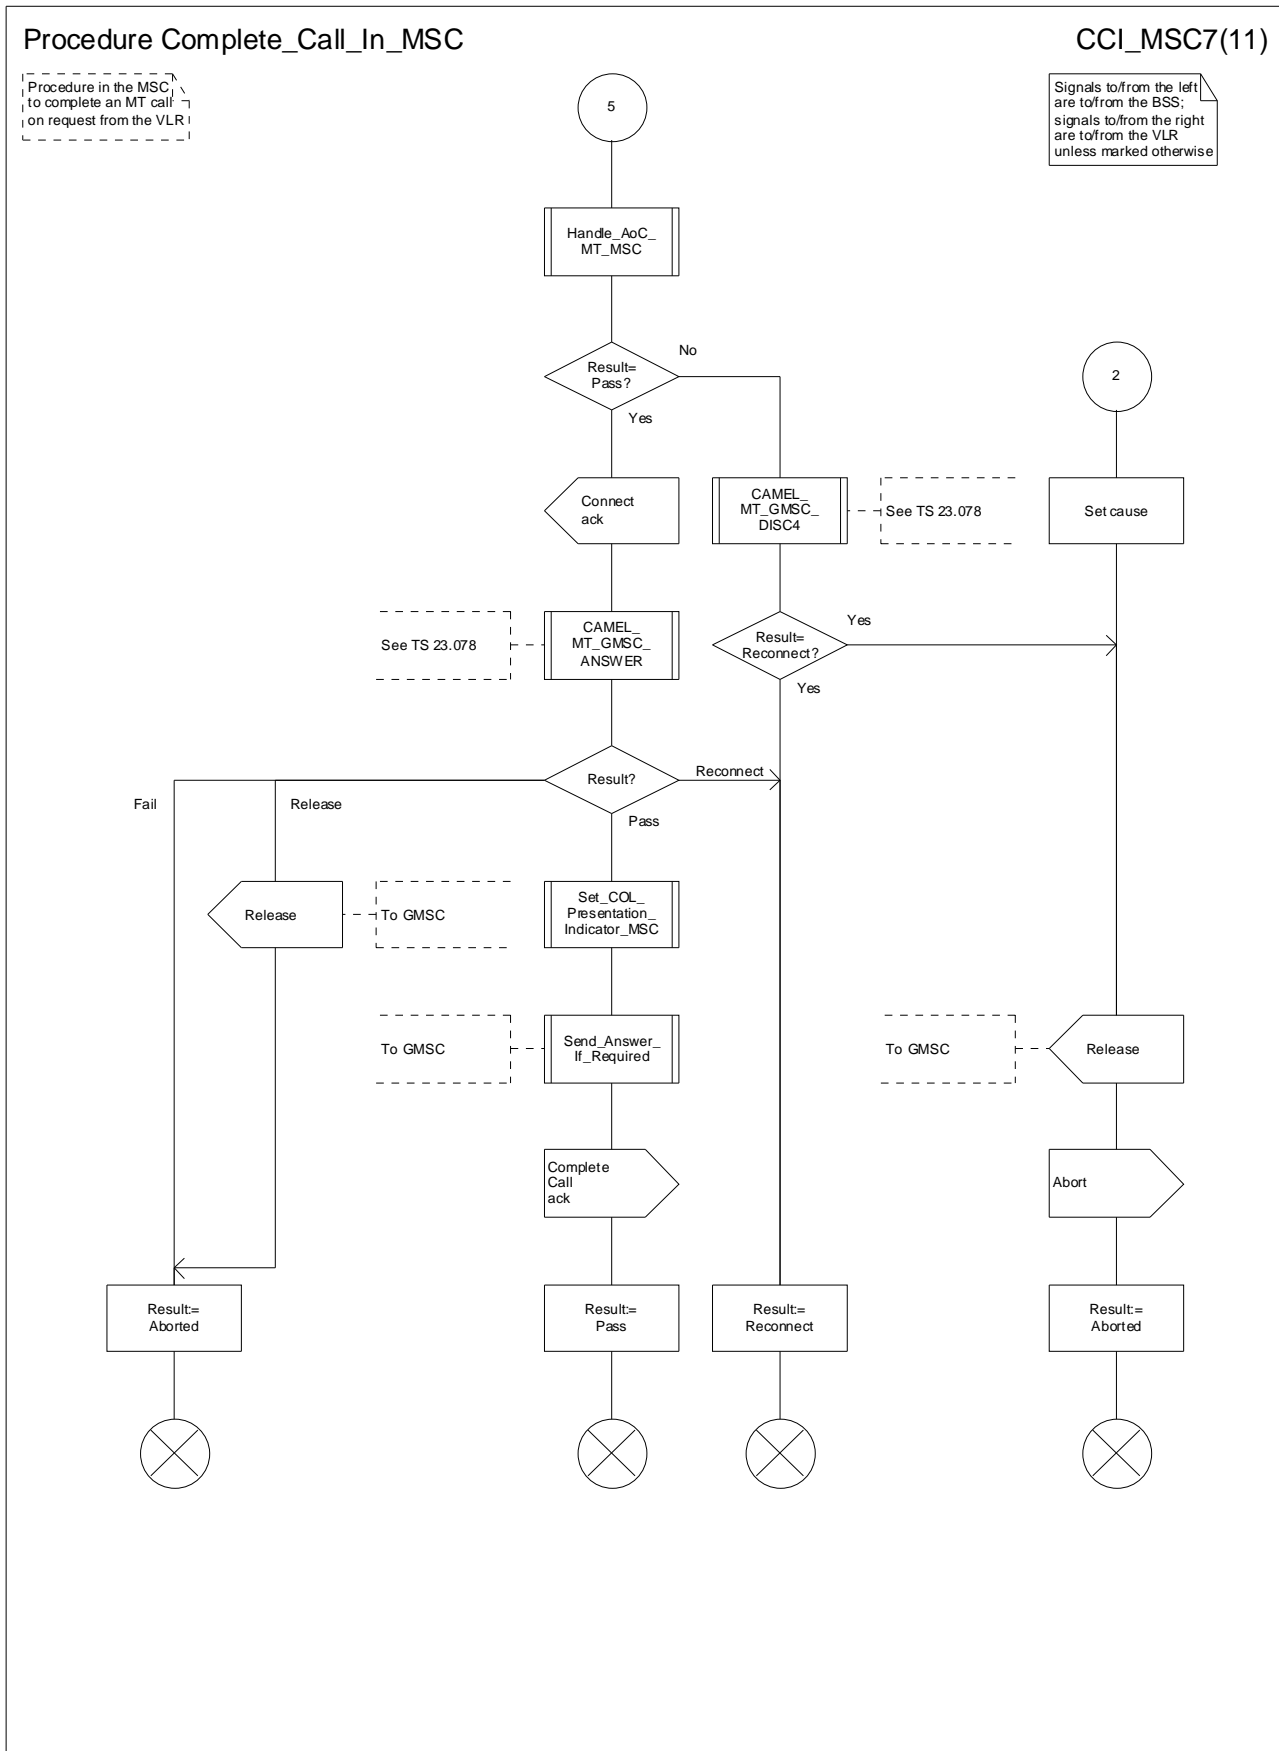 Procedure Complete_Call_In_MSC
CCI_MSC7(11)
Procedure in the MSC
to complete an MT call
on request from the VLR
Signals to/from the left
are to/from the BSS;
signals to/from the right
are to/from the VLR
unless marked otherwise
5
Handle_AoC_
MT_MSC
Result=
Pass?
No
Yes
2
Connect
ack
CAMEL_
MT_GMSC_
DISC4
See TS 23.078
Set cause
See TS 23.078
CAMEL_
MT_GMSC_
ANSWER
Result=
Reconnect?
Yes
Yes
Result?
Reconnect
Fail
Release
Pass
Release
To GMSC
Set_COL_
Presentation_
Indicator_MSC
To GMSC
Send_Answer_
If_Required
To GMSC
Release
Complete
Call
ack
Abort
Result:=
Aborted
Result:=
Pass
Result:=
Reconnect
Result:=
Aborted